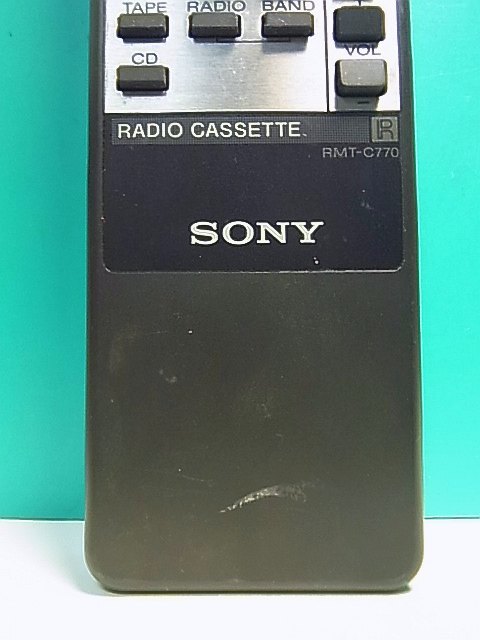 TAPE RADIO BAND
+
VOL
CD
-
RADIO CASSETTE R
RMT-C770
SONY